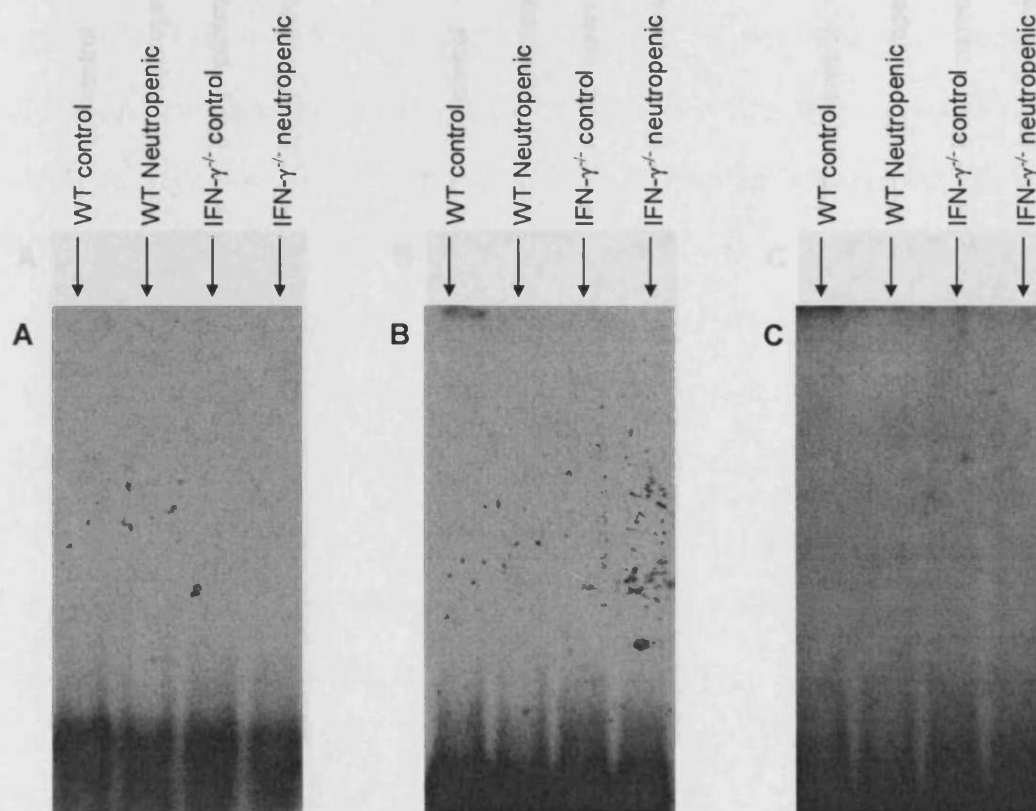 WT control
WT Neutropenic
IFN-γ-/- control
IFN-γ-/- neutropenic
WT control
WT Neutropenic
IFN-γ-/- control
IFN-γ-/- neutropenic
WT control
WT Neutropenic
IFN-γ-/- control
IFN-γ-/- neutropenic
A
B
C